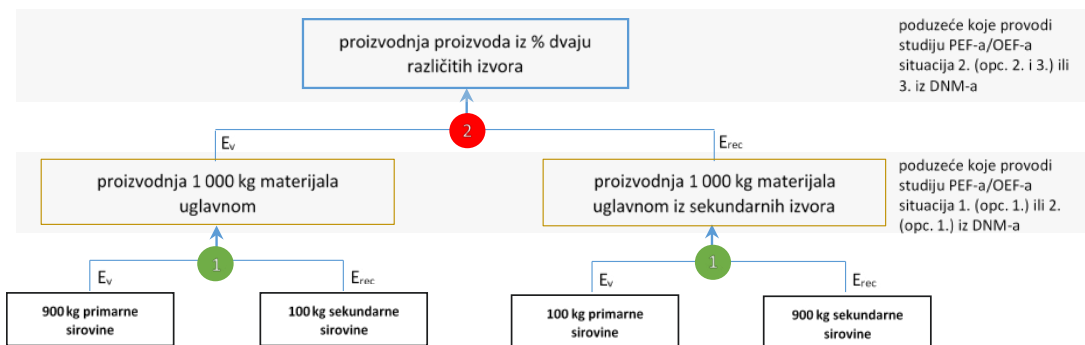 proizvodnja proizvoda iz % dvaju
različitih izvora
poduzeće koje provodi
studiju PEF-a/OEF-a
situacija 2. (opc. 2. i 3.) ili
3. iz DNM-a
2
Ev
Erec
proizvodnja 1 000 kg materijala
uglavnom
proizvodnja 1 000 kg materijala
uglavnom iz sekundarnih izvora
poduzeće koje provodi
studiju PEF-a/OEF-a
situacija 1. (opc. 1.) ili 2.
(opc. 1.) iz DNM-a
1
1
Ev
Erec
Ev
Erec
900 kg primarne
sirovine
100 kg sekundarne
sirovine
100 kg primarne
sirovine
900 kg sekundarne
sirovine